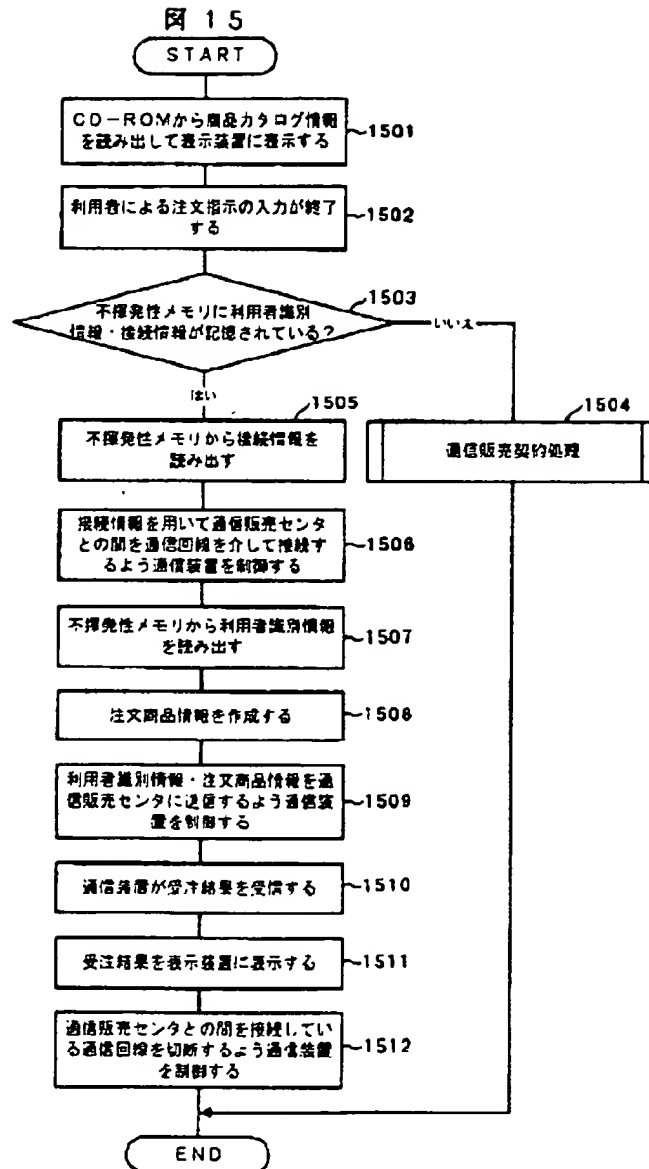 図 15
START
CD-ROMから商品カタログ情報
を読み出して表示装置に表示する
1501
利用者による注文指示の入力が終了
する
1502
不揮発性メモリに利用者識別
情報・接続情報が記憶されている?
1503
いいえ
はい
1505
不揮発性メモリから接続情報を
読み出す
1504
通信販売契約処理
接続情報を用いて通信販売センタ
との間を通信回線を介して接続す
るよう通信装置を制御する
1506
不揮発性メモリから利用者識別情報
を読み出す
1507
注文商品情報を作成する
1508
利用者識別情報・注文商品情報を通
信販売センタに送信するよう通信装
置を制御する
1509
通信装置が受注結果を受信する
1510
受注結果を表示装置に表示する
1511
通信販売センタとの間を接続してい
る通信回線を切断するよう通信装置
を制御する
1512
END